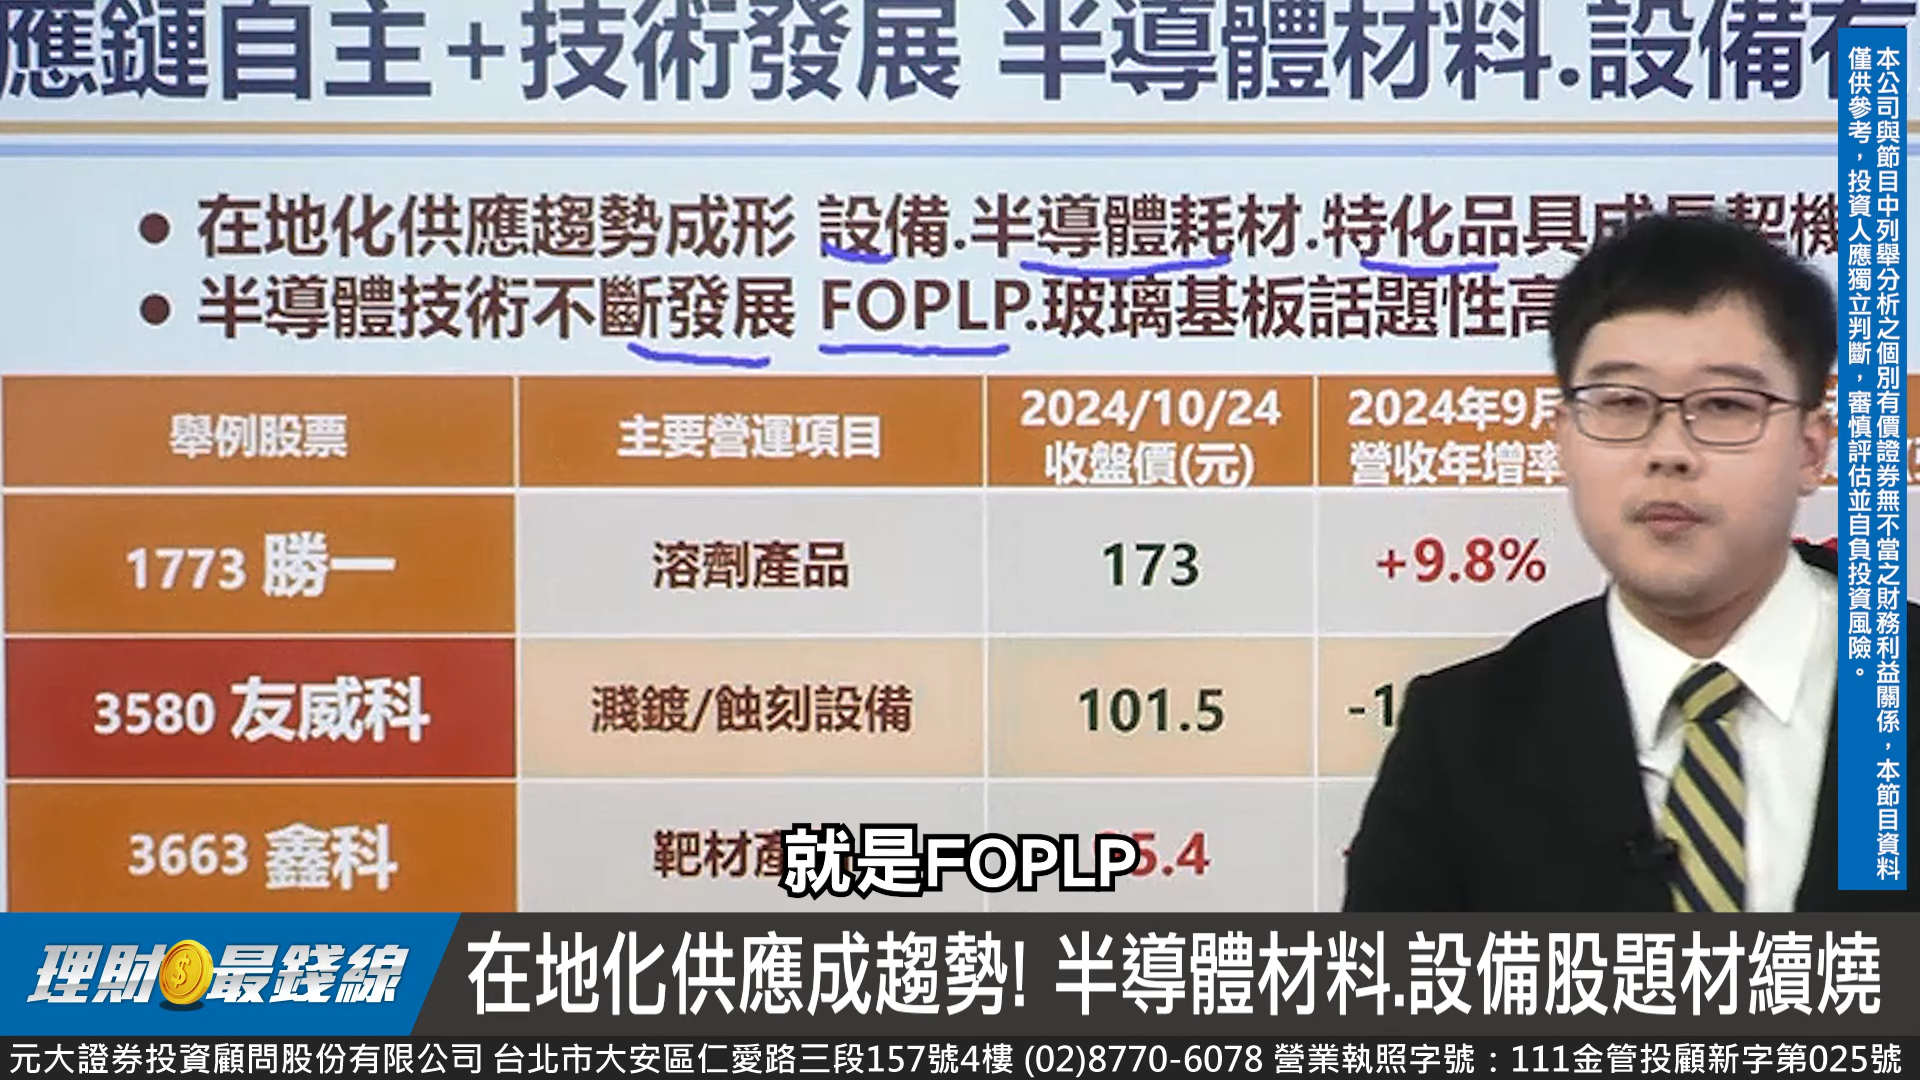 應鏈自主+技術發展 半導體材料.設備
• 在地化供應趨勢成形 設備.半導體耗材.特化品具成長契機
• 半導體技術不斷發展 FOPLP.玻璃基板話題性高
舉例股票 主要營運項目 2024/10/24 收盤價(元) 2024年9月 營收年增率
1773 勝一 溶劑產品 173 +9.8%
3580 友威科 濺鍍/蝕刻設備 101.5 -1
3663 鑫科 靶材產 5.4
就是FOPLP
本公司與節目中列舉分析之個別有價證券無不當之財務利益關係，本節目資料
僅供參考，投資人應獨立判斷，審慎評估並自負投資風險。
理財最錢線
在地化供應成趨勢! 半導體材料.設備股題材續燒
元大證券投資顧問股份有限公司 台北市大安區仁愛路三段157號4樓 (02)8770-6078 營業執照字號：111金管投顧新字第025號